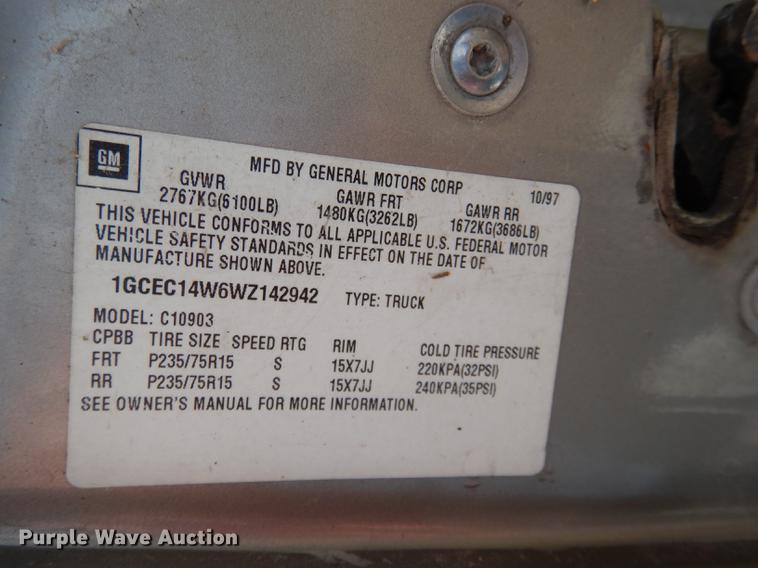 GM
MFD BY GENERAL MOTORS CORP 10/97
GVWR GAWR FRT GAWR RR
2767KG(6100LB) 1480KG(3262LB) 1672KG(3686LB)
THIS VEHICLE CONFORMS TO ALL APPLICABLE U.S. FEDERAL MOTOR
VEHICLE SAFETY STANDARDS IN EFFECT ON THE DATE OF
MANUFACTURE SHOWN ABOVE.
1GCEC14W6WZ142942 TYPE: TRUCK
MODEL: C10903
CPBB TIRE SIZE SPEED RTG RIM COLD TIRE PRESSURE
FRT P235/75R15 S 15X7JJ 220KPA(32PSI)
RR P235/75R15 S 15X7JJ 240KPA(35PSI)
SEE OWNER'S MANUAL FOR MORE INFORMATION.
Purple Wave Auction